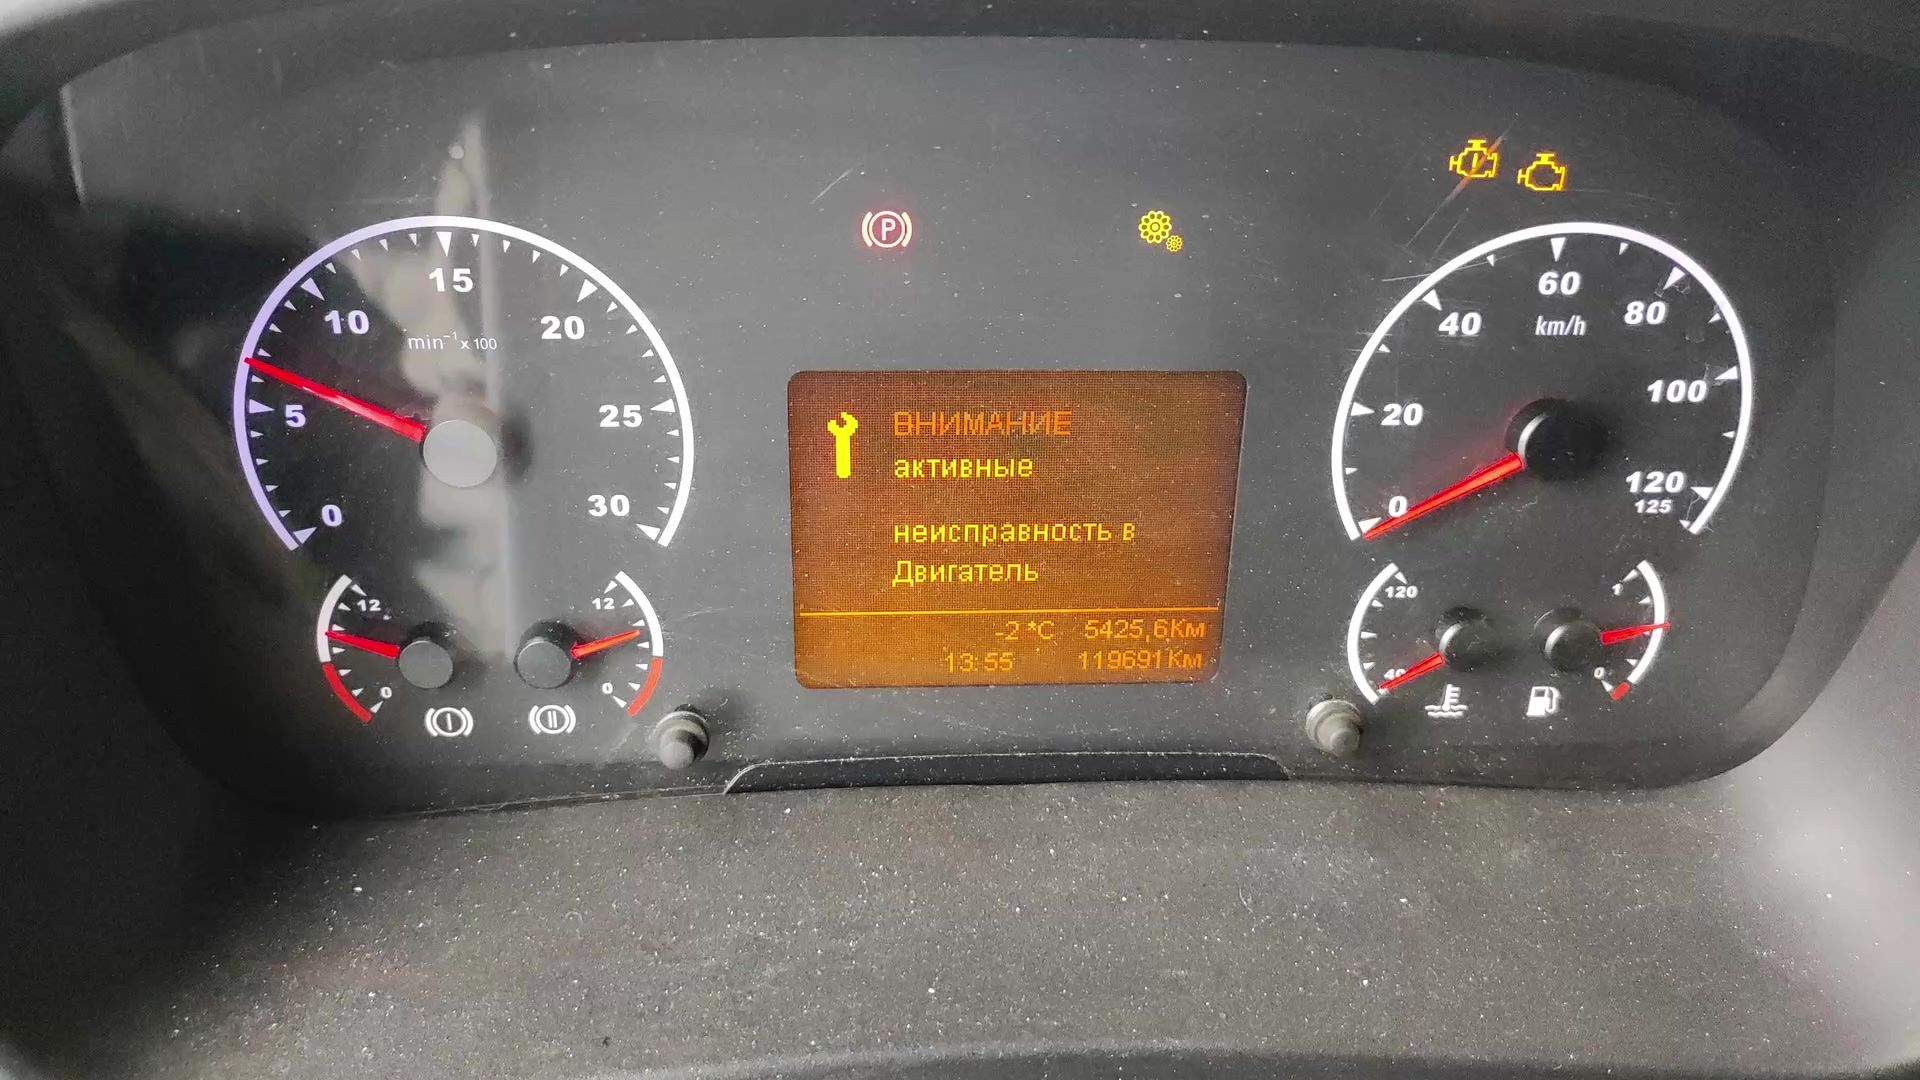 P
15
10
20
min⁻¹ x 100
5
25
0
30
12
0
12
0
ВНИМАНИЕ
активные
неисправность в
Двигатель
-2 *C 5425,6Км
13:55 119691Км
60
40
80
km/h
20
100
0
120
125
120
40
1
0